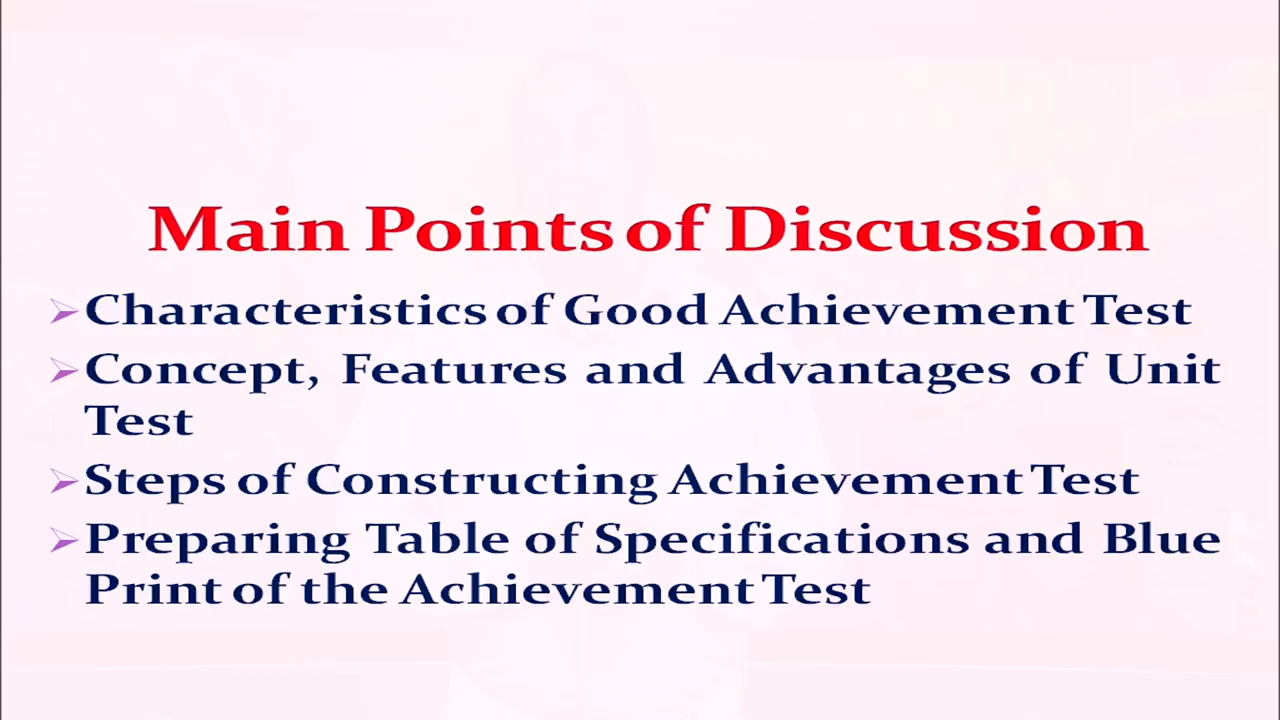 Main Points of Discussion
➢Characteristics of Good Achievement Test
➢Concept, Features and Advantages of Unit
Test
➢Steps of Constructing Achievement Test
➢Preparing Table of Specifications and Blue
Print of the Achievement Test